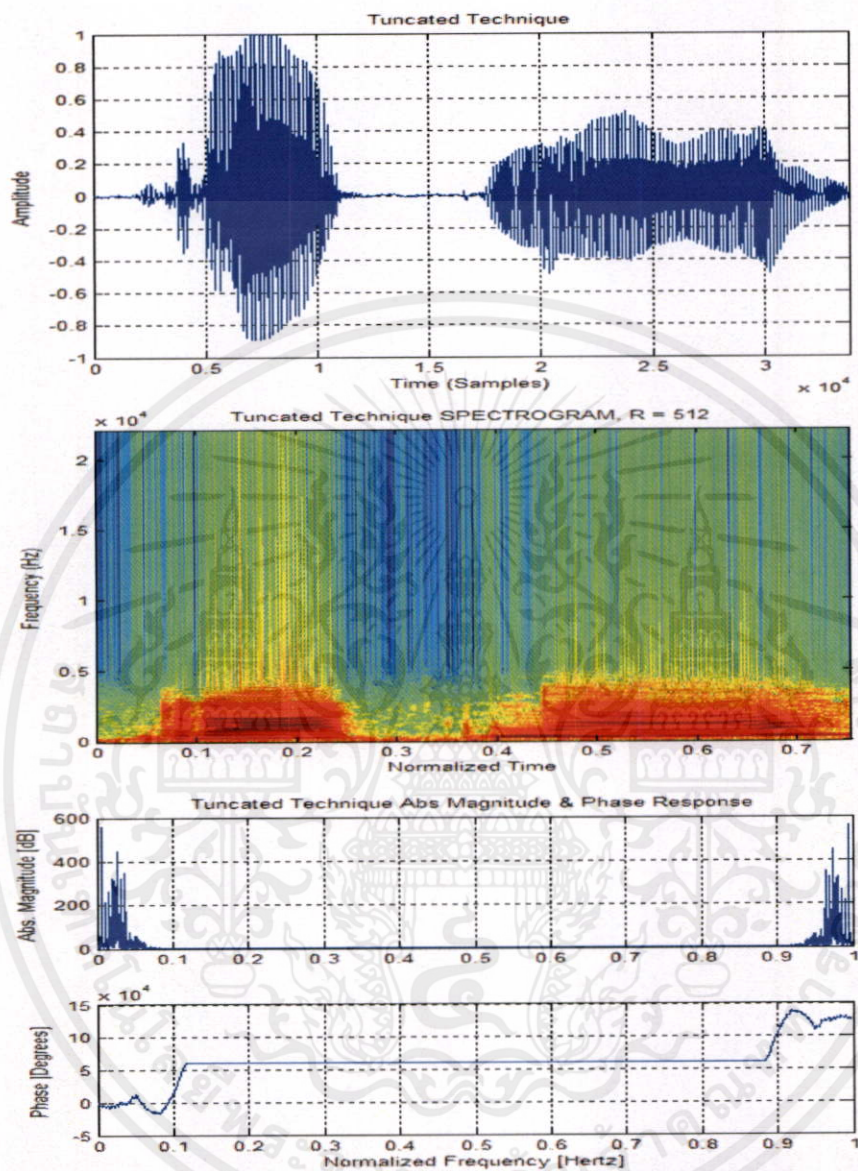 Tuncated Technique
1
0.8
0.6
0.4
0.2
0
-0.2
-0.4
-0.6
-0.8
-1
Amplitude
0 0.5 1 1.5 2 2.5 3
Time (Samples)
× 10⁴
× 10⁴
Tuncated Technique SPECTROGRAM, R = 512
2
1.5
1
0.5
0
Frequency (Hz)
0 0.1 0.2 0.3 0.4 0.5 0.6 0.7
Normalized Time
Tuncated Technique Abs Magnitude & Phase Response
600
400
200
0
Abs. Magnitude [dB]
0 0.1 0.2 0.3 0.4 0.5 0.6 0.7 0.8 0.9 1
× 10⁴
15
10
5
0
-5
Phase [Degrees]
0 0.1 0.2 0.3 0.4 0.5 0.6 0.7 0.8 0.9 1
Normalized Frequency [Hertz]